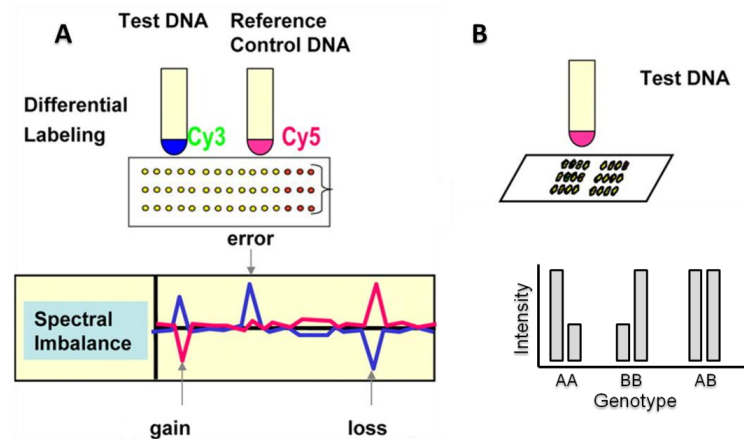 A
Test DNA
Reference
Control DNA
Differential
Labeling
Cy3
Cy5
error
Spectral
Imbalance
gain
loss
B
Test DNA
Intensity
AA
BB
AB
Genotype